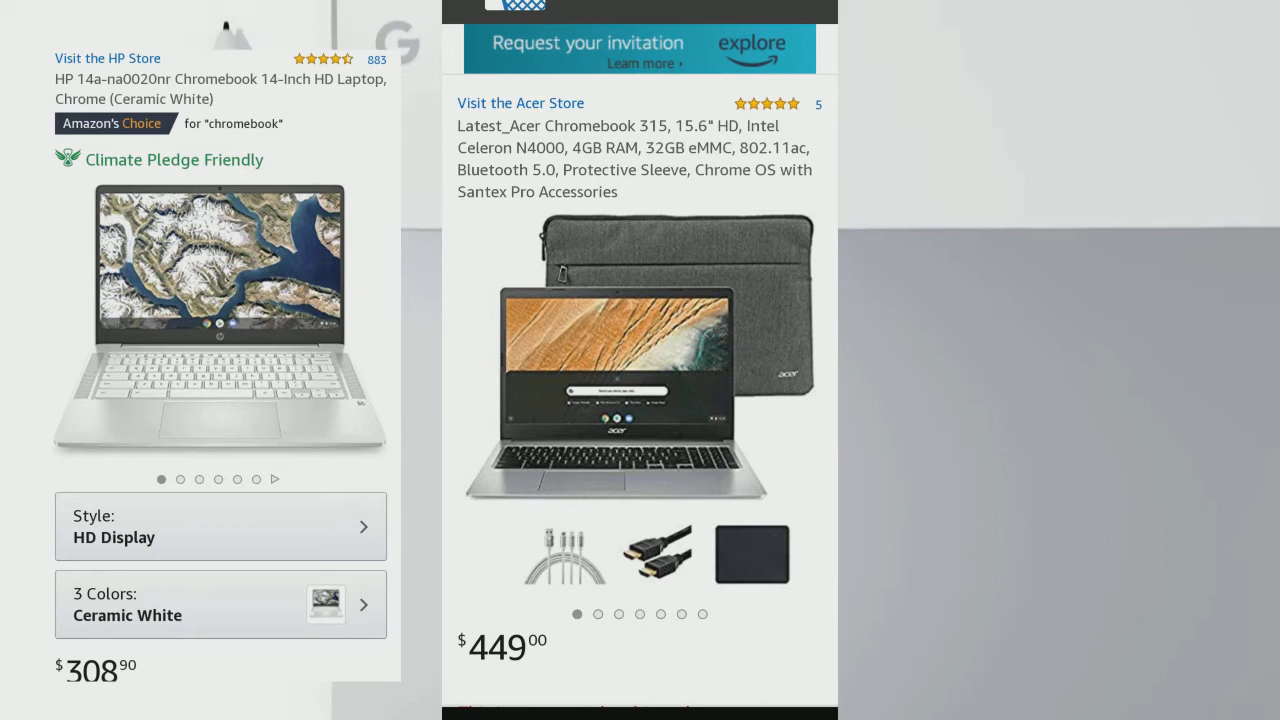 Visit the HP Store
883
HP 14a-na0020nr Chromebook 14-Inch HD Laptop,
Chrome (Ceramic White)
Amazon's Choice for "chromebook"
Climate Pledge Friendly
Style:
HD Display
3 Colors:
Ceramic White
$308.90
Request your invitation
Learn more
explore
Visit the Acer Store
5
Latest_Acer Chromebook 315, 15.6" HD, Intel
Celeron N4000, 4GB RAM, 32GB eMMC, 802.11ac,
Bluetooth 5.0, Protective Sleeve, Chrome OS with
Santex Pro Accessories
acer
acer
$449 00
G